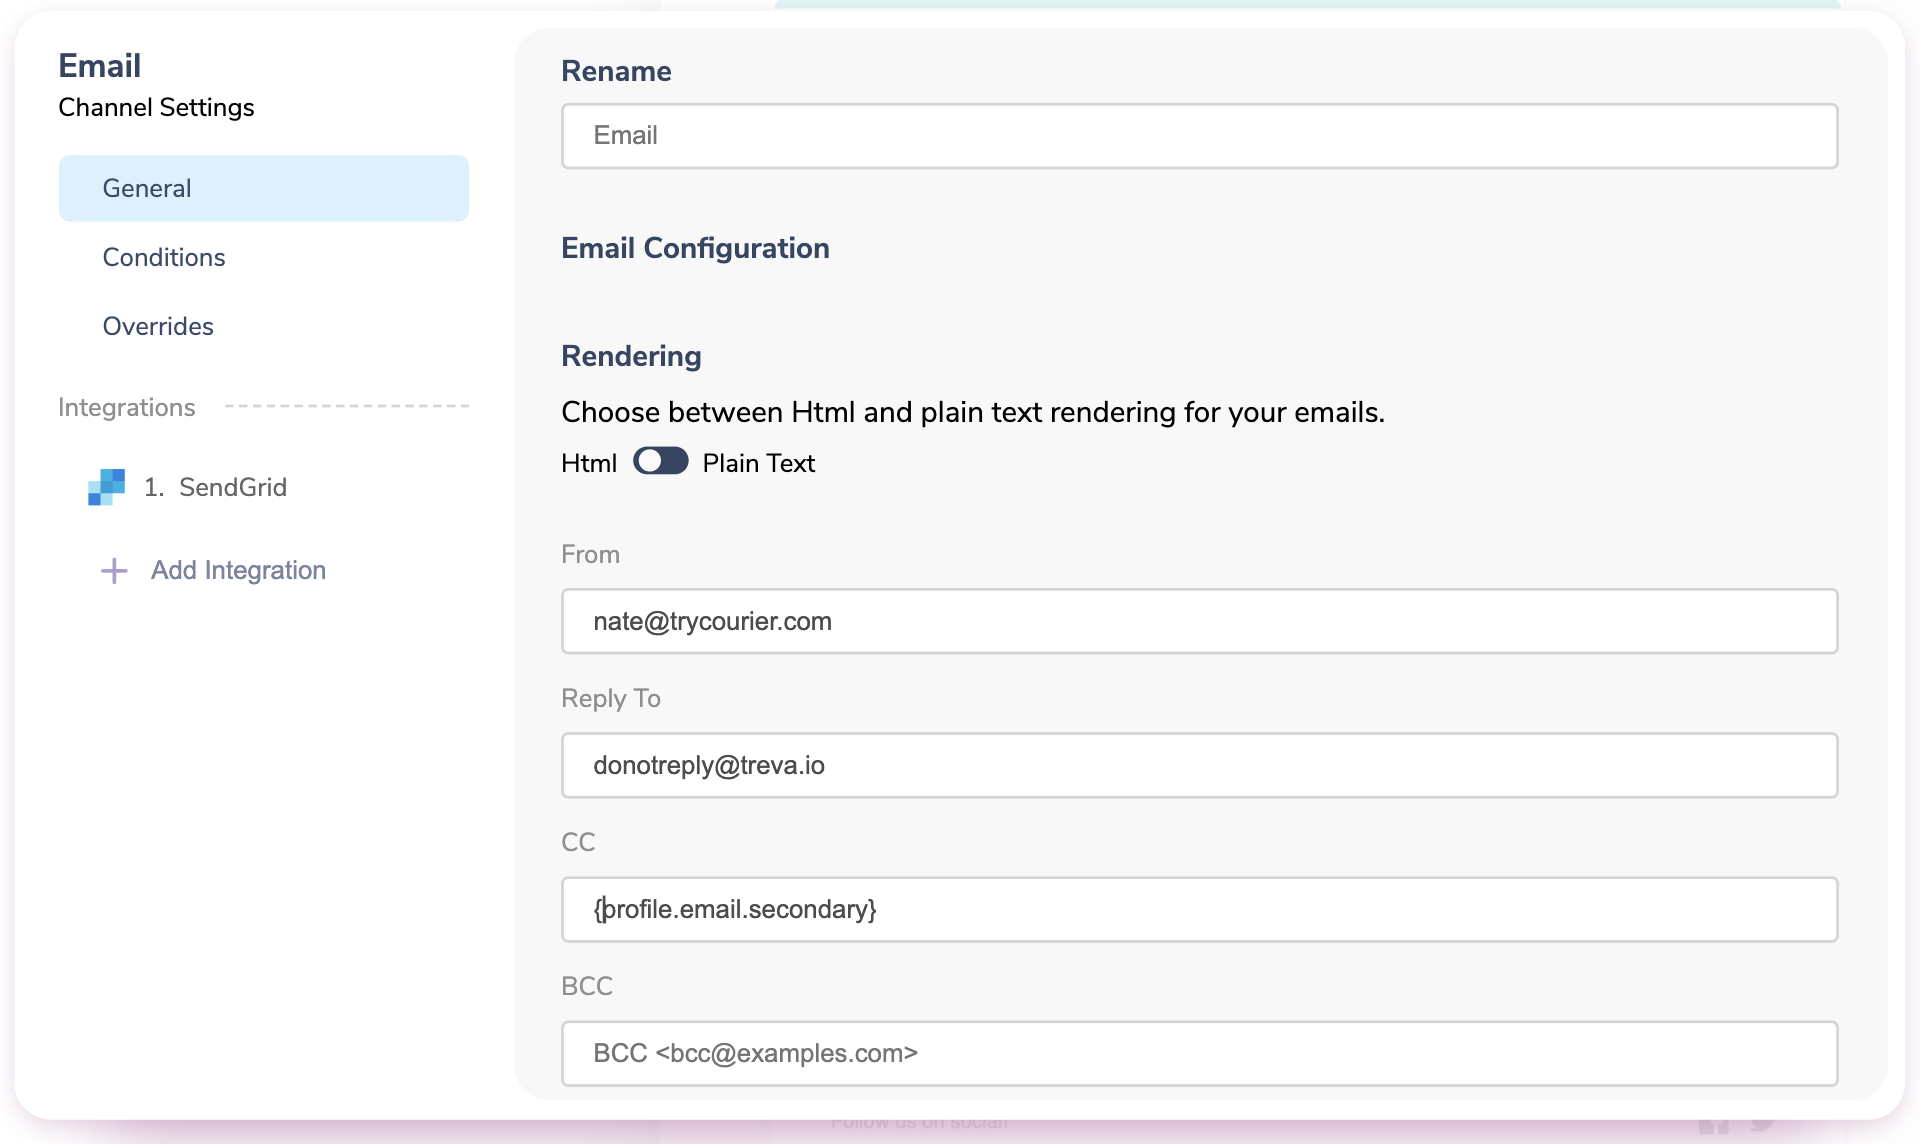 Email
Channel Settings
General
Conditions
Overrides
Integrations
1. SendGrid
Add Integration
Rename
Email
Email Configuration
Rendering
Choose between Html and plain text rendering for your emails.
Html Plain Text
From
nate@trycourier.com
Reply To
donotreply@treva.io
CC
{profile.email.secondary}
BCC
BCC <bcc@examples.com>
Follow us on social!